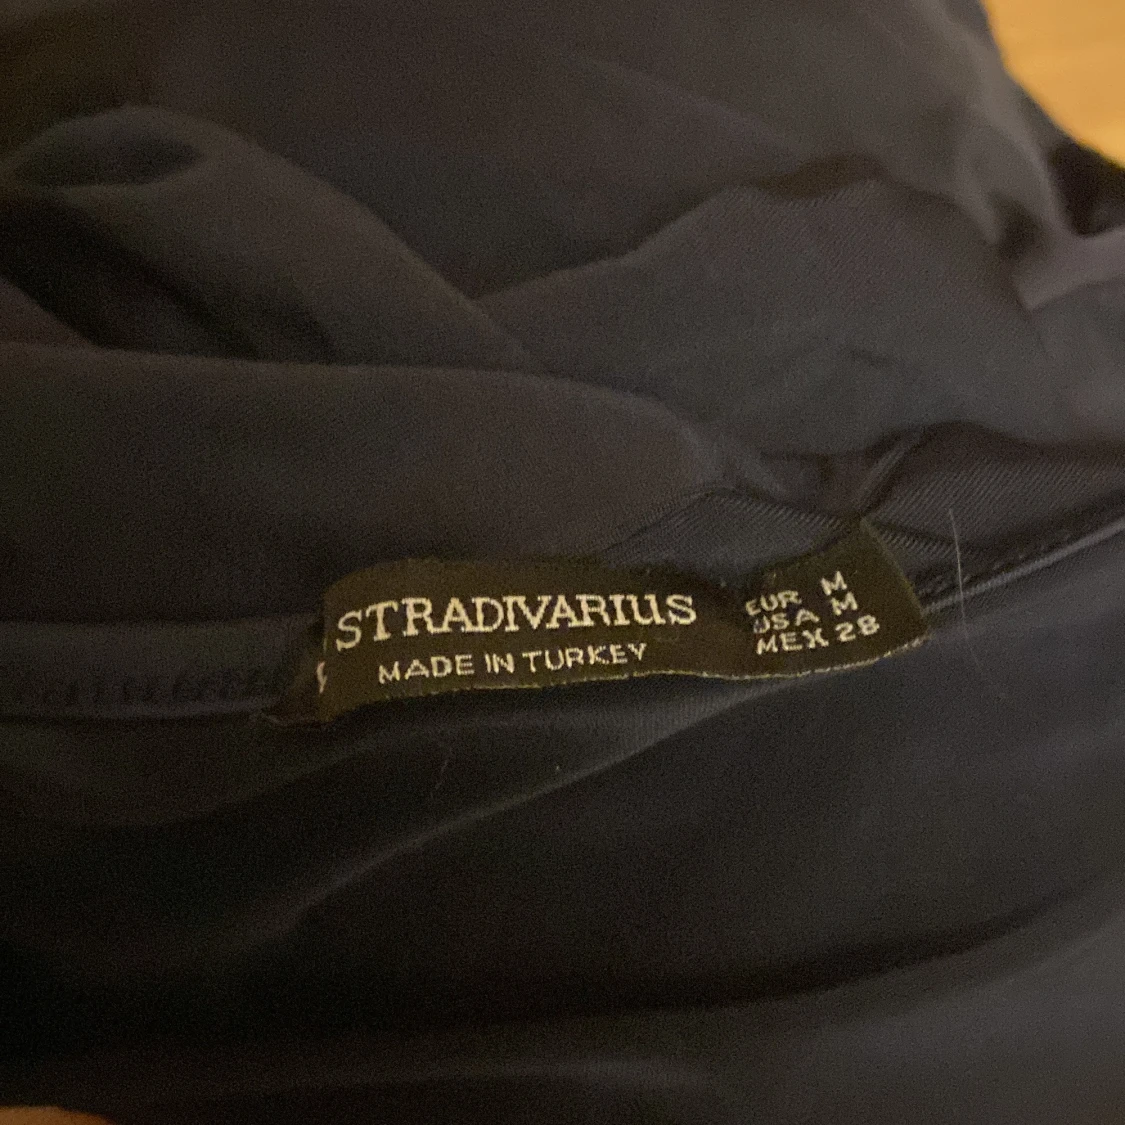 STRADIVARIUS
MADE IN TURKEY
EUR M
USA M
MEX 28